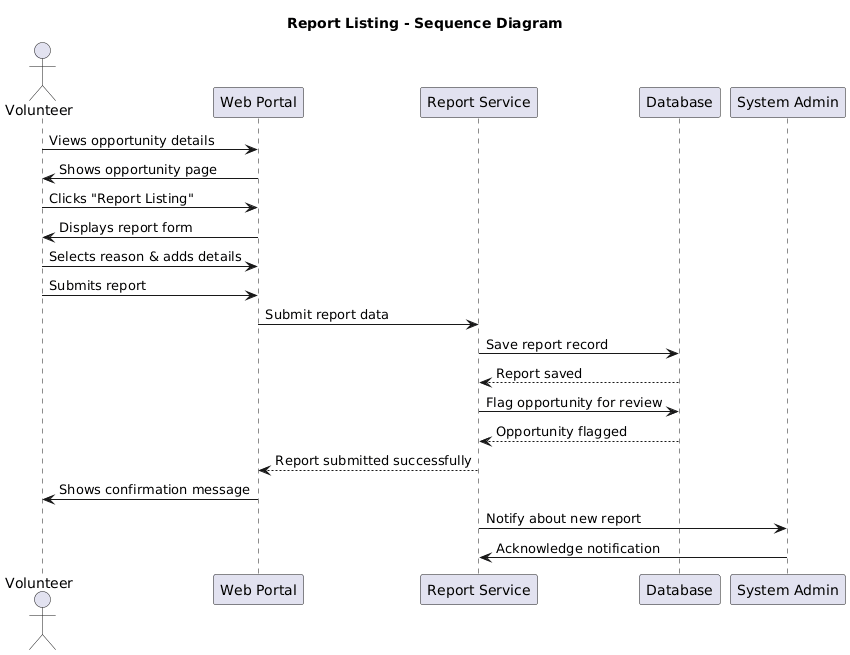 Report Listing - Sequence Diagram
Volunteer
Web Portal
Report Service
Database
System Admin
Views opportunity details
Shows opportunity page
Clicks "Report Listing"
Displays report form
Selects reason & adds details
Submits report
Submit report data
Save report record
Report saved
Flag opportunity for review
Opportunity flagged
Report submitted successfully
Shows confirmation message
Notify about new report
Acknowledge notification
Volunteer
Web Portal
Report Service
Database
System Admin